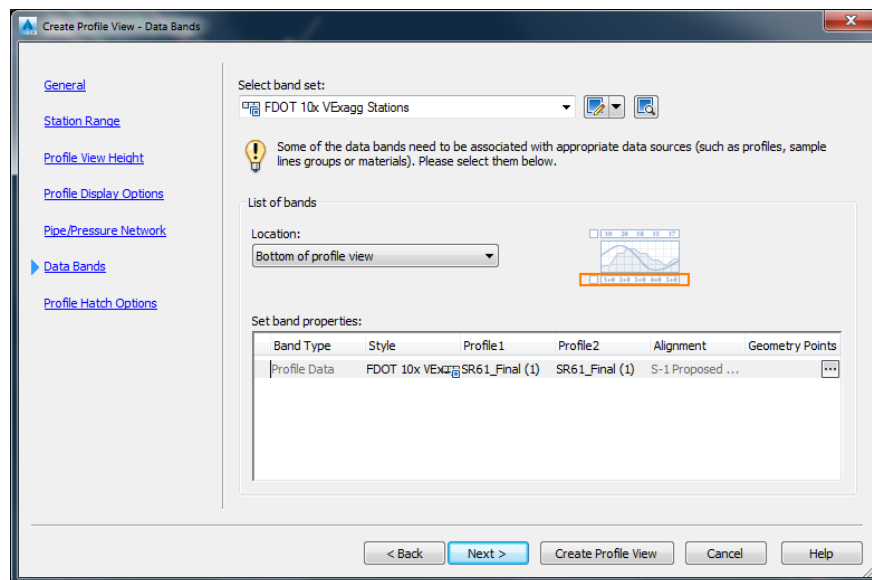 Create Profile View - Data Bands
General
Station Range
Profile View Height
Profile Display Options
Pipe/Pressure Network
Data Bands
Profile Hatch Options
Select band set:
FDOT 10x VExagg Stations
Some of the data bands need to be associated with appropriate data sources (such as profiles, sample
lines groups or materials). Please select them below.
List of bands
Location:
Bottom of profile view
Set band properties:
Band Type Style Profile1 Profile2 Alignment Geometry Points
Profile Data FDOT 10x VEx SR61_Final (1) SR61_Final (1) S-1 Proposed ... ...
< Back Next > Create Profile View Cancel Help